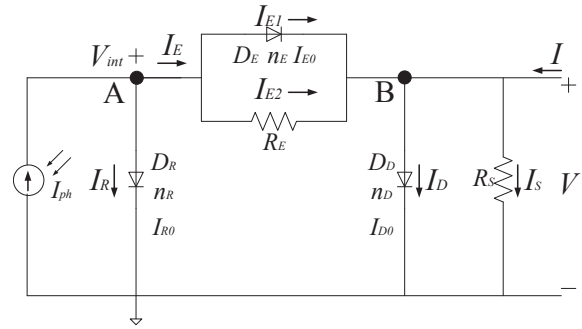 I_E1
V_int + I_E
D_E n_E I_E0
I
A I_E2 B +
R_E
I_ph I_R D_R D_D I_D R_S I_S V
n_R n_D
I_R0 I_D0
−